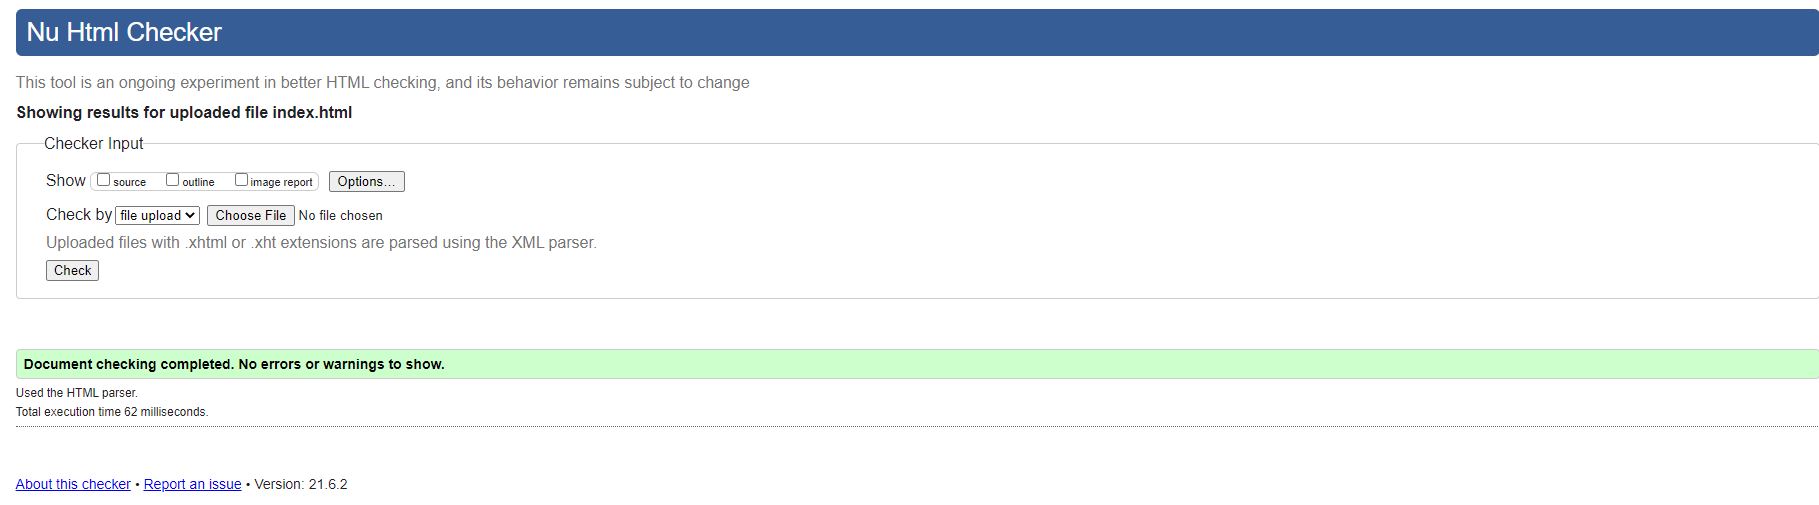 Nu Html Checker
This tool is an ongoing experiment in better HTML checking, and its behavior remains subject to change
Showing results for uploaded file index.html
Checker Input
Show source outline image report Options...
Check by file upload Choose File No file chosen
Uploaded files with .xhtml or .xht extensions are parsed using the XML parser.
Check
Document checking completed. No errors or warnings to show.
Used the HTML parser.
Total execution time 62 milliseconds.
About this checker • Report an issue • Version: 21.6.2